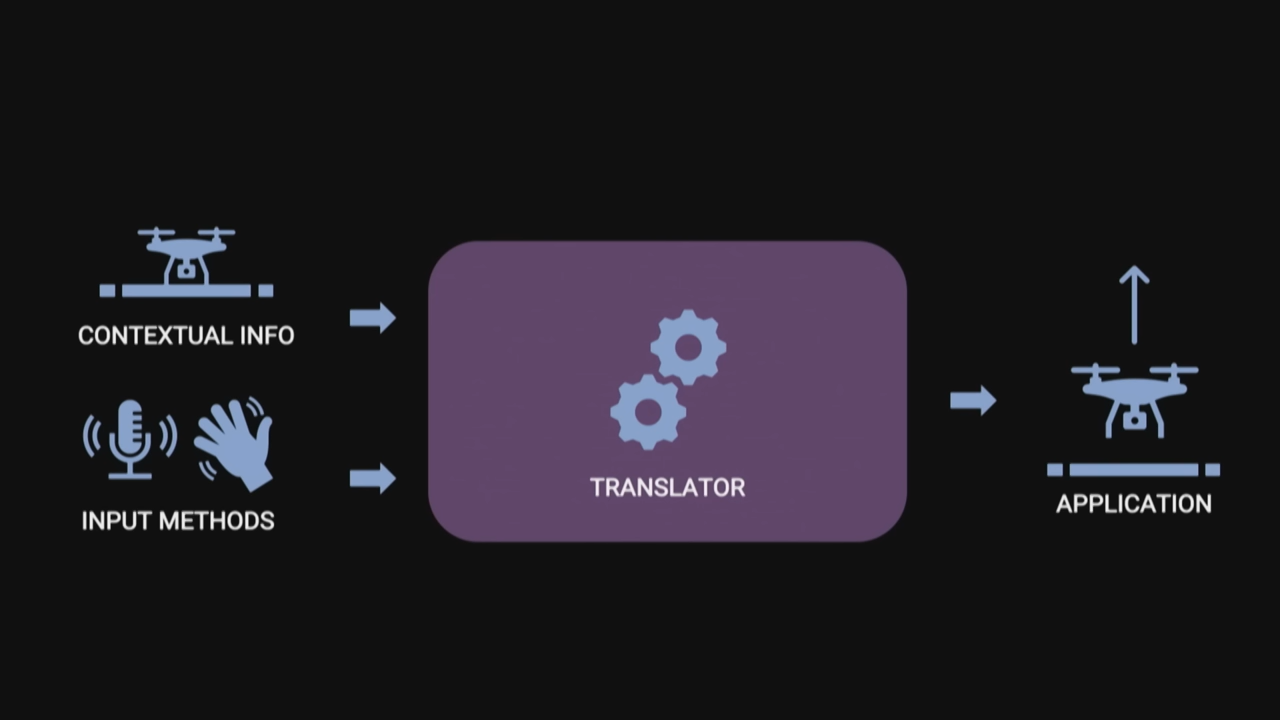 CONTEXTUAL INFO
INPUT METHODS
TRANSLATOR
APPLICATION